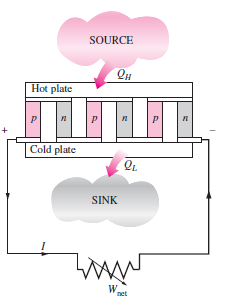 SOURCE
Q_H
Hot plate
p n p n p n
+ −
Cold plate
Q_L
SINK
I
W_net